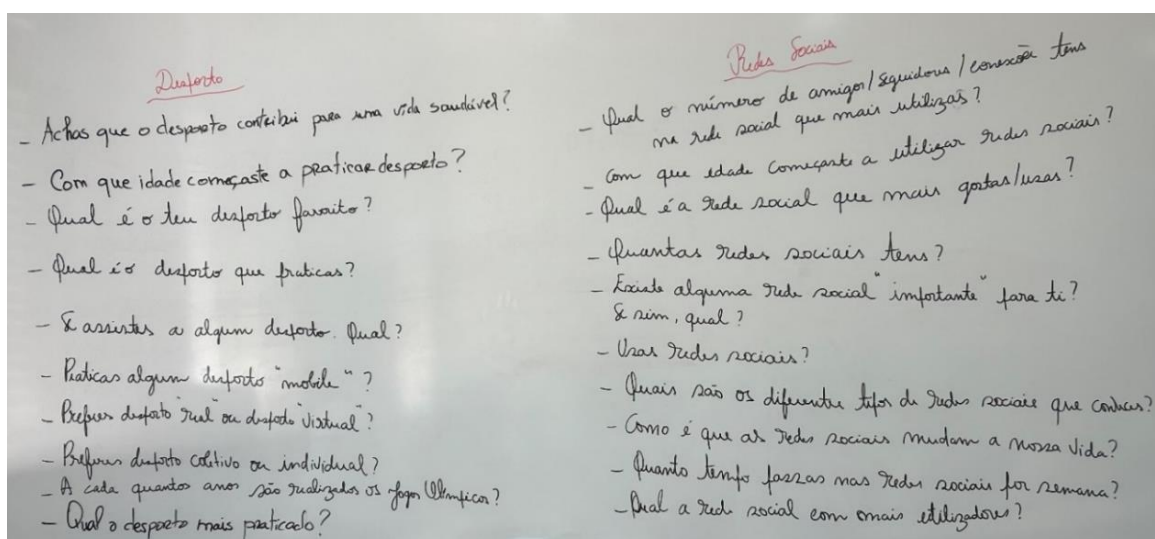 Desporto
- Achas que o desporto contribui para uma vida saudável?
- Com que idade começaste a praticar desporto?
- Qual é o teu desporto favorito?
- Qual é o desporto que praticas?
- Se assistes a algum desporto. Qual?
- Praticas algum desporto "mobile"?
- Preferes desporto "real" ou desporto "virtual"?
- Preferes desporto coletivo ou individual?
- A cada quantos anos são realizados os Jogos Olímpicos?
- Qual o desporto mais praticado?
Redes Sociais
- Qual o número de amigos/seguidores/conexões tens
na rede social que mais utilizas?
- Com que idade começaste a utilizar redes sociais?
- Qual é a rede social que mais gostas/usas?
- Quantas redes sociais tens?
- Existe alguma rede social "importante" para ti?
Se sim, qual?
- Usas redes sociais?
- Quais são os diferentes tipos de redes sociais que conheces?
- Como é que as redes sociais mudam a nossa vida?
- Quanto tempo passas nas redes sociais por semana?
- Qual a rede social com mais utilizadores?